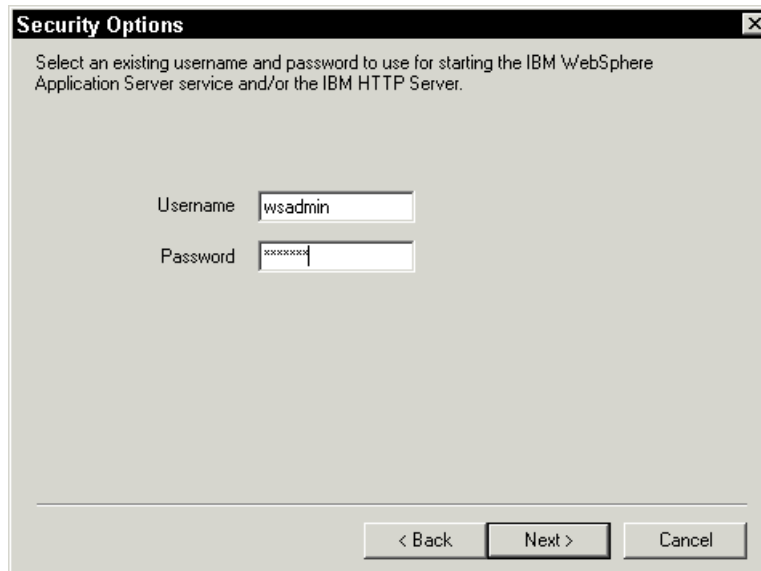 Security Options
Select an existing username and password to use for starting the IBM WebSphere
Application Server service and/or the IBM HTTP Server.
Username wsadmin
Password *******
< Back Next > Cancel